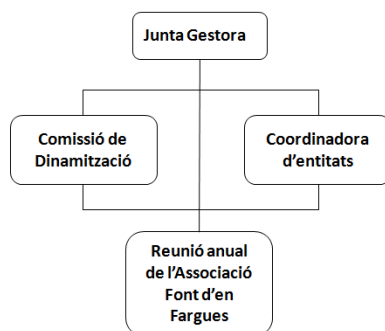 Junta Gestora
Comissió de
Dinamització
Coordinadora
d'entitats
Reunió anual
de l'Associació
Font d'en
Fargues